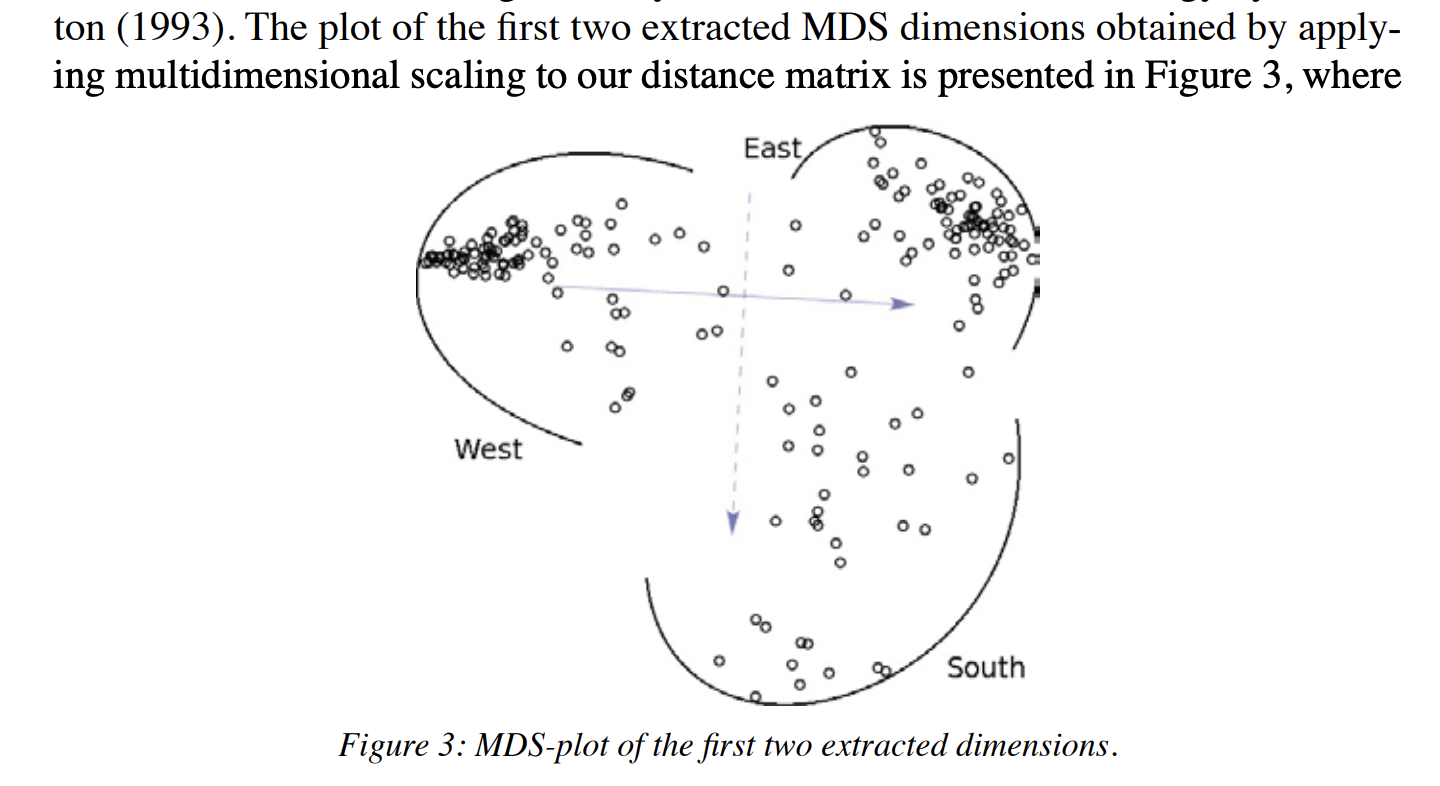 ton (1993). The plot of the first two extracted MDS dimensions obtained by apply-
ing multidimensional scaling to our distance matrix is presented in Figure 3, where
East
West
South
Figure 3: MDS-plot of the first two extracted dimensions.